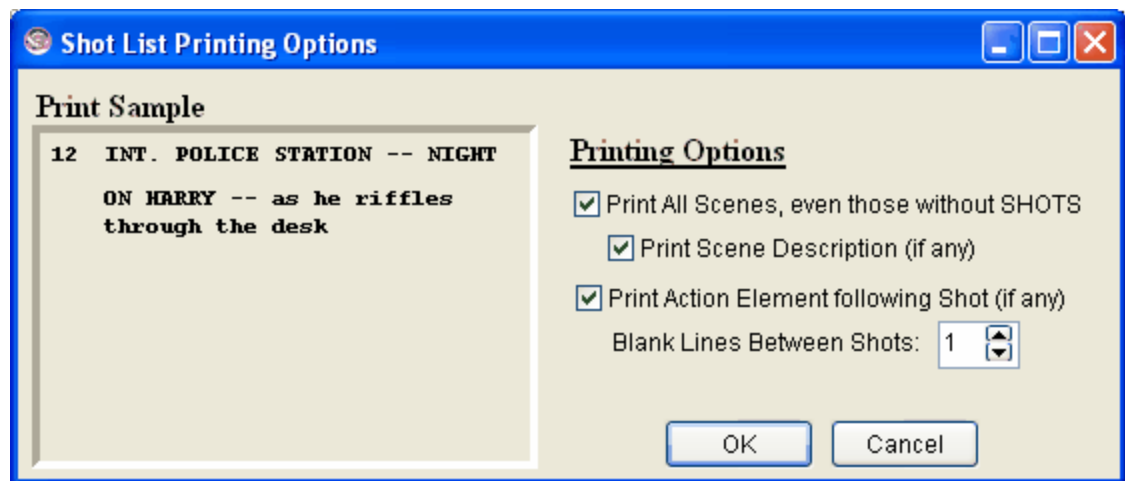 Shot List Printing Options
Print Sample
12 INT. POLICE STATION -- NIGHT
ON HARRY -- as he riffles
through the desk
Printing Options
Print All Scenes, even those without SHOTS
Print Scene Description (if any)
Print Action Element following Shot (if any)
Blank Lines Between Shots: 1
OK Cancel